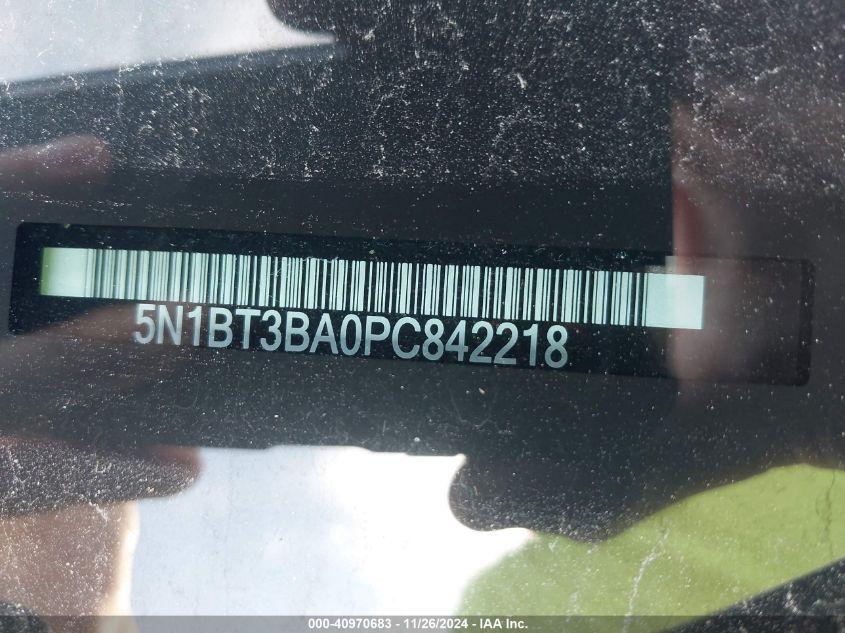 5N1BT3BA0PC842218
000-40970683 - 11/26/2024 - IAA Inc.